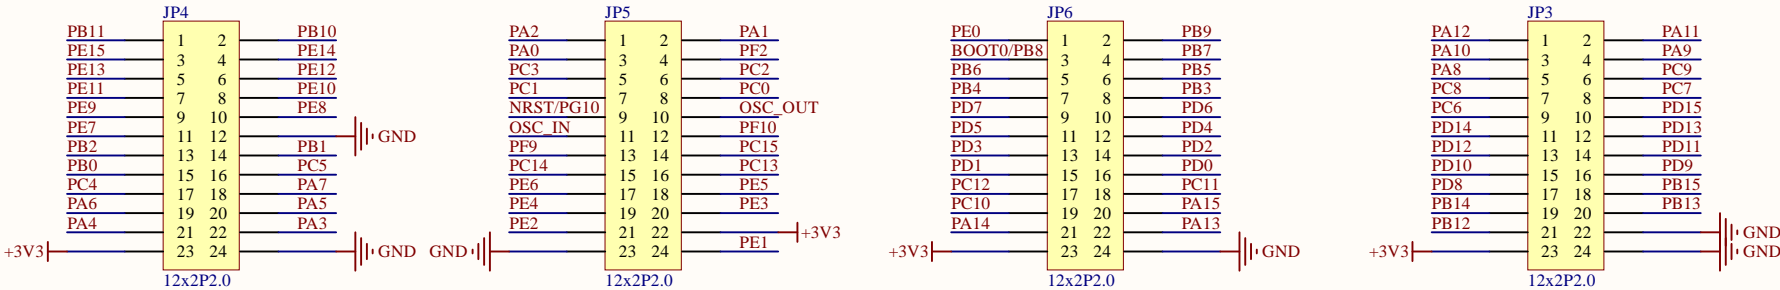 JP4 JP5 JP6 JP3
PB11 1 2 PB10 PA2 1 2 PA1 PE0 1 2 PB9 PA12 1 2 PA11
PE15 3 4 PE14 PA0 3 4 PF2 BOOT0/PB8 3 4 PB7 PA10 3 4 PA9
PE13 5 6 PE12 PC3 5 6 PC2 PB6 5 6 PB5 PA8 5 6 PC9
PE11 7 8 PE10 PC1 7 8 PC0 PB4 7 8 PB3 PC8 7 8 PC7
PE9 9 10 PE8 NRST/PG10 9 10 OSC_OUT PD7 9 10 PD6 PC6 9 10 PD15
PE7 11 12 GND OSC_IN 11 12 PF10 PD5 11 12 PD4 PD14 11 12 PD13
PB2 13 14 PB1 PF9 13 14 PC15 PD3 13 14 PD2 PD12 13 14 PD11
PB0 15 16 PC5 PC14 15 16 PC13 PD1 15 16 PD0 PD10 15 16 PD9
PC4 17 18 PA7 PE6 17 18 PE5 PC12 17 18 PC11 PD8 17 18 PB15
PA6 19 20 PA5 PE4 19 20 PE3 PC10 19 20 PA15 PB14 19 20 PB13
PA4 21 22 PA3 PE2 21 22 +3V3 PA14 21 22 PA13 PB12 21 22 GND
+3V3 23 24 GND GND 23 24 PE1 +3V3 23 24 GND +3V3 23 24 GND
12x2P2.0 12x2P2.0 12x2P2.0 12x2P2.0